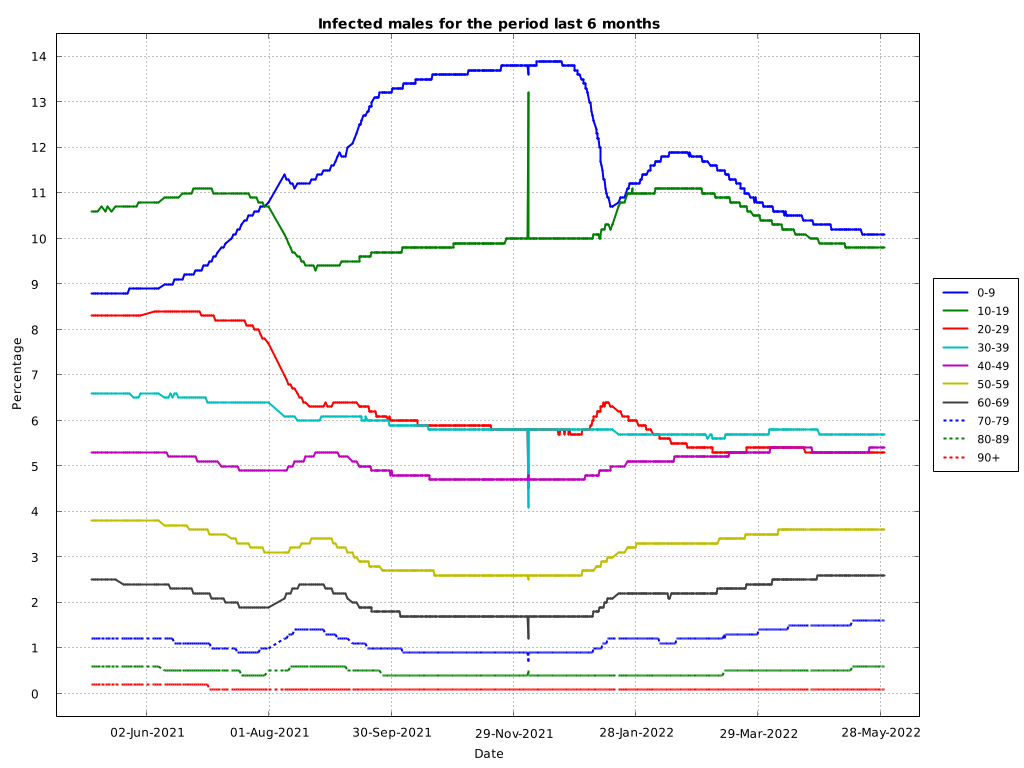 Infected males for the period last 6 months
Percentage
14
13
12
11
10
9
8
7
6
5
4
3
2
1
0
02-Jun-2021
01-Aug-2021
30-Sep-2021
29-Nov-2021
28-Jan-2022
29-Mar-2022
28-May-2022
Date
0-9
10-19
20-29
30-39
40-49
50-59
60-69
70-79
80-89
90+